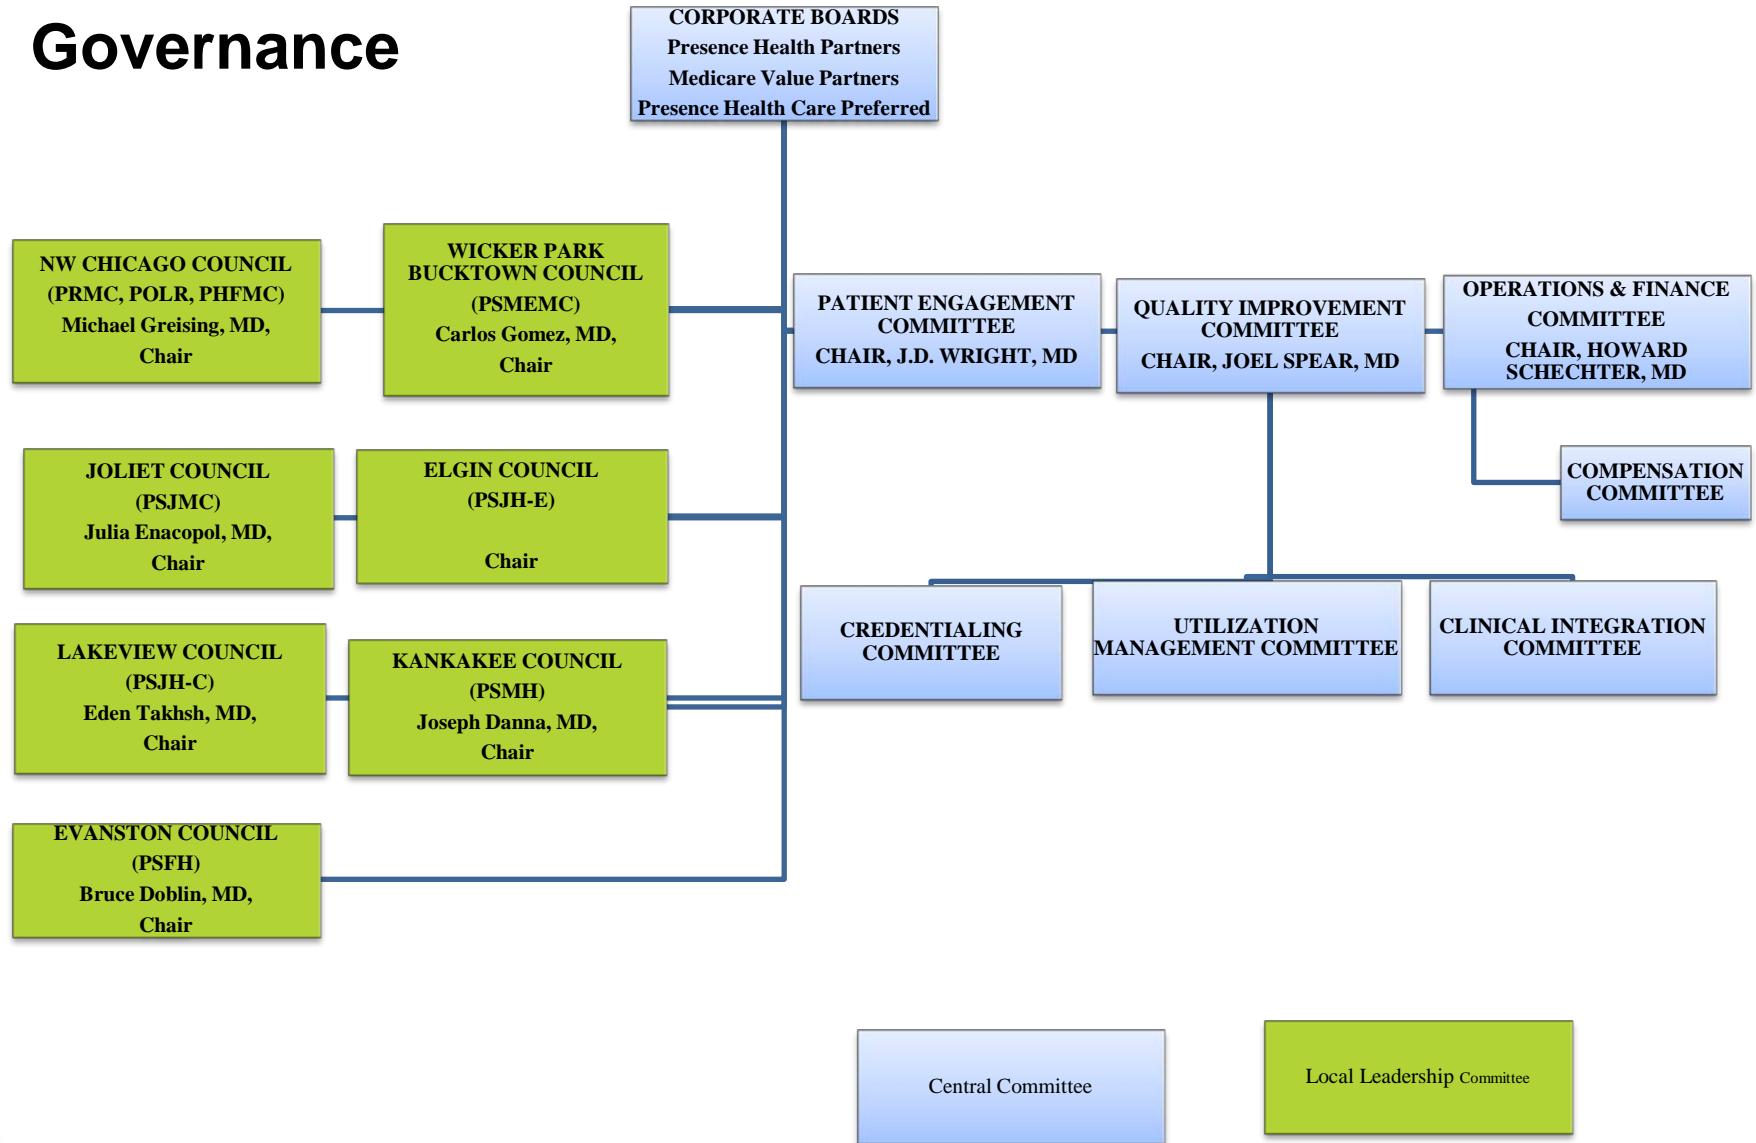 Governance
CORPORATE BOARDS
Presence Health Partners
Medicare Value Partners
Presence Health Care Preferred
NW CHICAGO COUNCIL
(PRMC, POLR, PHFMC)
Michael Greising, MD,
Chair
WICKER PARK
BUCKTOWN COUNCIL
(PSMEMC)
Carlos Gomez, MD,
Chair
PATIENT ENGAGEMENT
COMMITTEE
CHAIR, J.D. WRIGHT, MD
QUALITY IMPROVEMENT
COMMITTEE
CHAIR, JOEL SPEAR, MD
OPERATIONS & FINANCE
COMMITTEE
CHAIR, HOWARD
SCHECHTER, MD
JOLIET COUNCIL
(PSJMC)
Julia Enacopol, MD,
Chair
ELGIN COUNCIL
(PSJH-E)
Chair
COMPENSATION
COMMITTEE
CREDENTIALING
COMMITTEE
UTILIZATION
MANAGEMENT COMMITTEE
CLINICAL INTEGRATION
COMMITTEE
LAKEVIEW COUNCIL
(PSJH-C)
Eden Takhsh, MD,
Chair
KANKAKEE COUNCIL
(PSMH)
Joseph Danna, MD,
Chair
EVANSTON COUNCIL
(PSFH)
Bruce Doblin, MD,
Chair
Central Committee
Local Leadership Committee